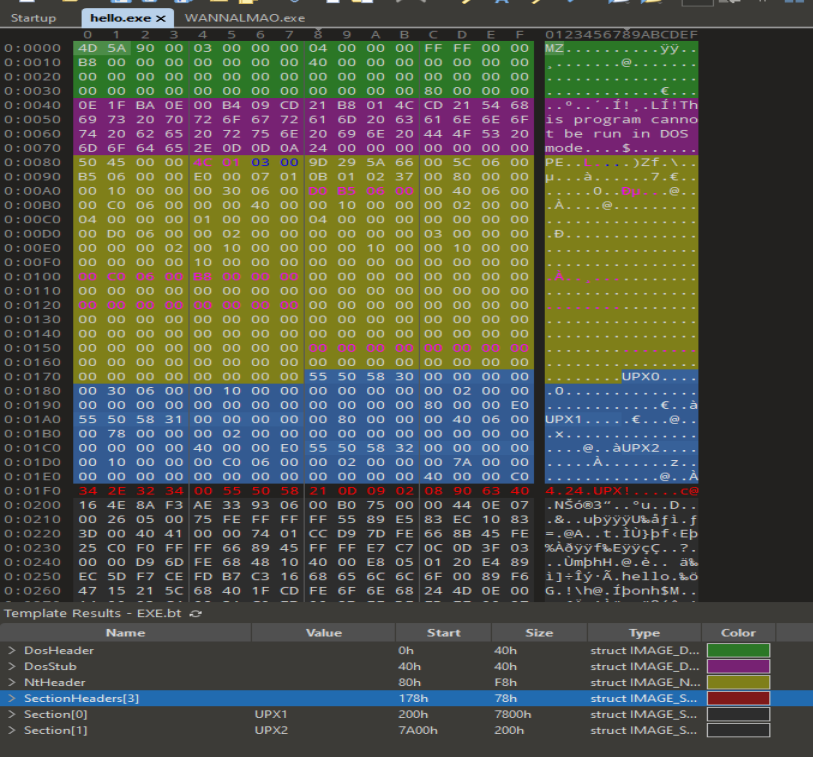 Startup hello.exe × WANNALMAO.exe
0 1 2 3 4 5 6 7 8 9 A B C D E F 0123456789ABCDEF
0:0000 4D 5A 90 00 03 00 00 00 04 00 00 00 FF FF 00 00 MZ..........ÿÿ..
0:0010 B8 00 00 00 00 00 00 00 40 00 00 00 00 00 00 00 ........@.......
0:0020 00 00 00 00 00 00 00 00 00 00 00 00 00 00 00 00 ................
0:0030 00 00 00 00 00 00 00 00 00 00 00 00 80 00 00 00 ............€...
0:0040 0E 1F BA 0E 00 B4 09 CD 21 B8 01 4C CD 21 54 68 ..º..´.Í!¸.LÍ!Th
0:0050 69 73 20 70 72 6F 67 72 61 6D 20 63 61 6E 6E 6F is program canno
0:0060 74 20 62 65 20 72 75 6E 20 69 6E 20 44 4F 53 20 t be run in DOS
0:0070 6D 6F 64 65 2E 0D 0D 0A 24 00 00 00 00 00 00 00 mode....$.......
0:0080 50 45 00 00 4C 01 03 00 9D 29 5A 66 00 5C 06 00 PE..L....)Zf.\..
0:0090 B5 06 00 00 E0 00 07 01 0B 01 02 37 00 80 00 00 µ...à......7.€..
0:00A0 00 10 00 00 00 30 06 00 D0 B5 06 00 00 40 06 00 .....0..Ðµ...@..
0:00B0 00 C0 06 00 00 00 40 00 00 10 00 00 00 02 00 00 .À....@.........
0:00C0 04 00 00 00 01 00 00 00 04 00 00 00 00 00 00 00 ................
0:00D0 00 D0 06 00 00 02 00 00 00 00 00 00 03 00 00 00 .Ð..............
0:00E0 00 00 00 02 00 10 00 00 00 00 10 00 00 10 00 00 ................
0:00F0 00 00 00 00 10 00 00 00 00 00 00 00 00 00 00 00 ................
0:0100 00 C0 06 00 B8 00 00 00 00 00 00 00 00 00 00 00 .À..¸...........
0:0110 00 00 00 00 00 00 00 00 00 00 00 00 00 00 00 00 ................
0:0120 00 00 00 00 00 00 00 00 00 00 00 00 00 00 00 00 ................
0:0130 00 00 00 00 00 00 00 00 00 00 00 00 00 00 00 00 ................
0:0140 00 00 00 00 00 00 00 00 00 00 00 00 00 00 00 00 ................
0:0150 00 00 00 00 00 00 00 00 00 00 00 00 00 00 00 00 ................
0:0160 00 00 00 00 00 00 00 00 00 00 00 00 00 00 00 00 ................
0:0170 00 00 00 00 00 00 00 00 55 50 58 30 00 00 00 00 ........UPX0....
0:0180 00 30 06 00 00 10 00 00 00 00 00 00 00 02 00 00 .0..............
0:0190 00 00 00 00 00 00 00 00 00 00 00 00 80 00 00 E0 ............€..à
0:01A0 55 50 58 31 00 00 00 00 00 80 00 00 00 40 06 00 UPX1.....€...@..
0:01B0 00 78 00 00 00 02 00 00 00 00 00 00 00 00 00 00 .x..............
0:01C0 00 00 00 00 40 00 00 E0 55 50 58 32 00 00 00 00 ....@..àUPX2....
0:01D0 00 10 00 00 00 C0 06 00 00 02 00 00 00 7A 00 00 .....À.......z..
0:01E0 00 00 00 00 00 00 00 00 00 00 00 00 40 00 00 C0 ............@..À
0:01F0 34 2E 32 34 00 55 50 58 21 0D 09 02 08 90 63 40 4.24.UPX!.....c@
0:0200 16 4E 8A F3 AE 33 93 06 00 B0 75 00 00 44 0E 07 .NŠó®3“..°u..D..
0:0210 00 26 05 00 75 FE FF FF FF 55 89 E5 83 EC 10 83 .&..uþÿÿÿU‰åƒì.ƒ
0:0220 3D 00 40 41 00 00 74 01 CC D9 7D FE 66 8B 45 FE =.@A..t.ÌÙ}þf‹Eþ
0:0230 25 C0 F0 FF FF 66 89 45 FF FF E7 C7 0C 0D 3F 03 %Àðÿÿf‰EÿÿçÇ..?.
0:0240 00 00 D9 6D FE 68 48 10 40 00 E8 05 01 20 E4 89 ..ÙmþhH.@.è.. ä‰
0:0250 EC 5D F7 CE FD B7 C3 16 68 65 6C 6C 6F 00 89 F6 ì]÷Îý·Ã.hello.‰ö
0:0260 47 15 21 5C 68 40 1F CD FE 6F 6E 68 24 4D 0E 00 G.!\h@.Íþonh$M..
Template Results - EXE.bt
Name Value Start Size Type Color
> DosHeader 0h 40h struct IMAGE_D...
> DosStub 40h 40h struct IMAGE_D...
> NtHeader 80h F8h struct IMAGE_N...
> SectionHeaders[3] 178h 78h struct IMAGE_S...
> Section[0] UPX1 200h 7800h struct IMAGE_S...
> Section[1] UPX2 7A00h 200h struct IMAGE_S...